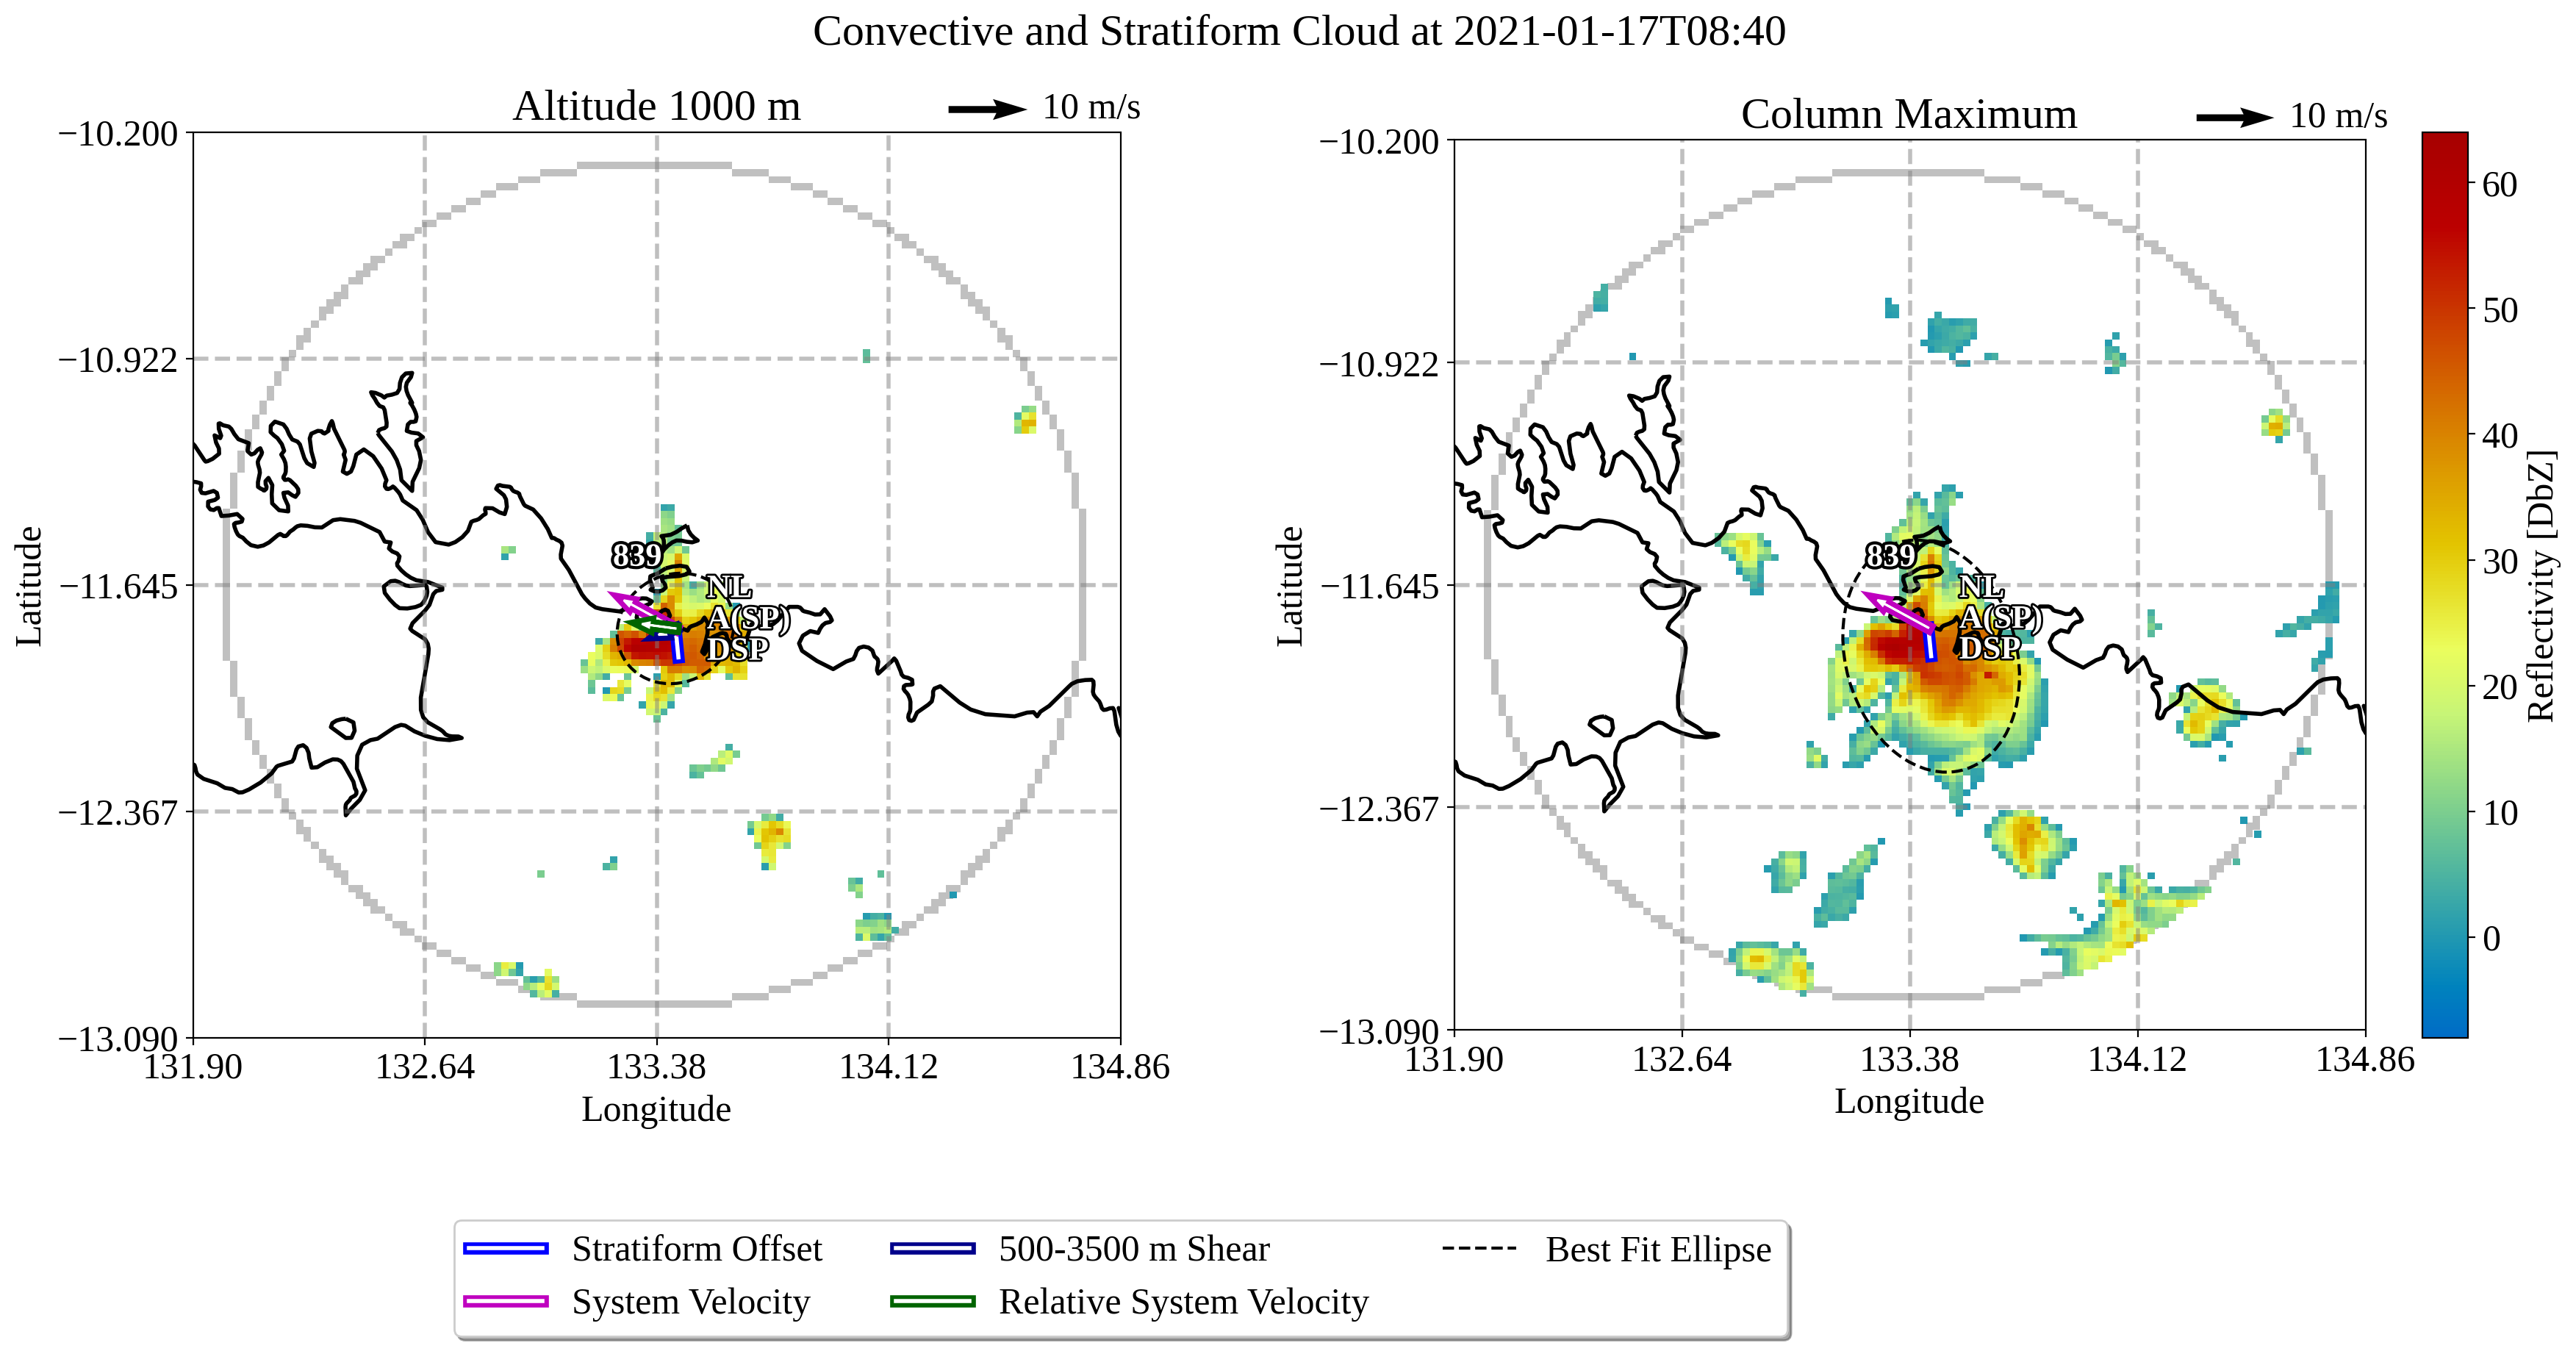 Convective and Stratiform Cloud at 2021-01-17T08:40
Altitude 1000 m
10 m/s
−10.200
−10.922
−11.645
−12.367
−13.090
Latitude
131.90
132.64
133.38
134.12
134.86
Longitude
839
NL
A(SP)
DSP
Column Maximum
10 m/s
−10.200
−10.922
−11.645
−12.367
−13.090
Latitude
131.90
132.64
133.38
134.12
134.86
Longitude
839
NL
A(SP)
DSP
60
50
40
30
20
10
0
Reflectivity [DbZ]
Stratiform Offset
System Velocity
500-3500 m Shear
Relative System Velocity
Best Fit Ellipse